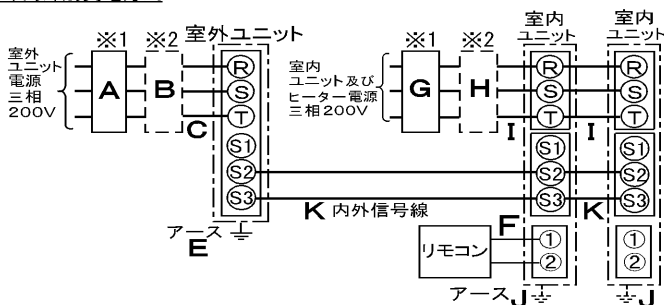 ※1
※2
室外ユニット
室外
ユニット
電源
三相
200V
A
B
C
R
S
T
S1
S2
S3
アース
E
※1
※2
室内
ユニット
室内
ユニット
室内
ユニット及び
ヒーター電源
三相200V
G
H
I
I
R
S
T
S1
S2
S3
R
S
T
S1
S2
S3
K 内外信号線
K
F
リモコン
1
2
1
2
アース J
J